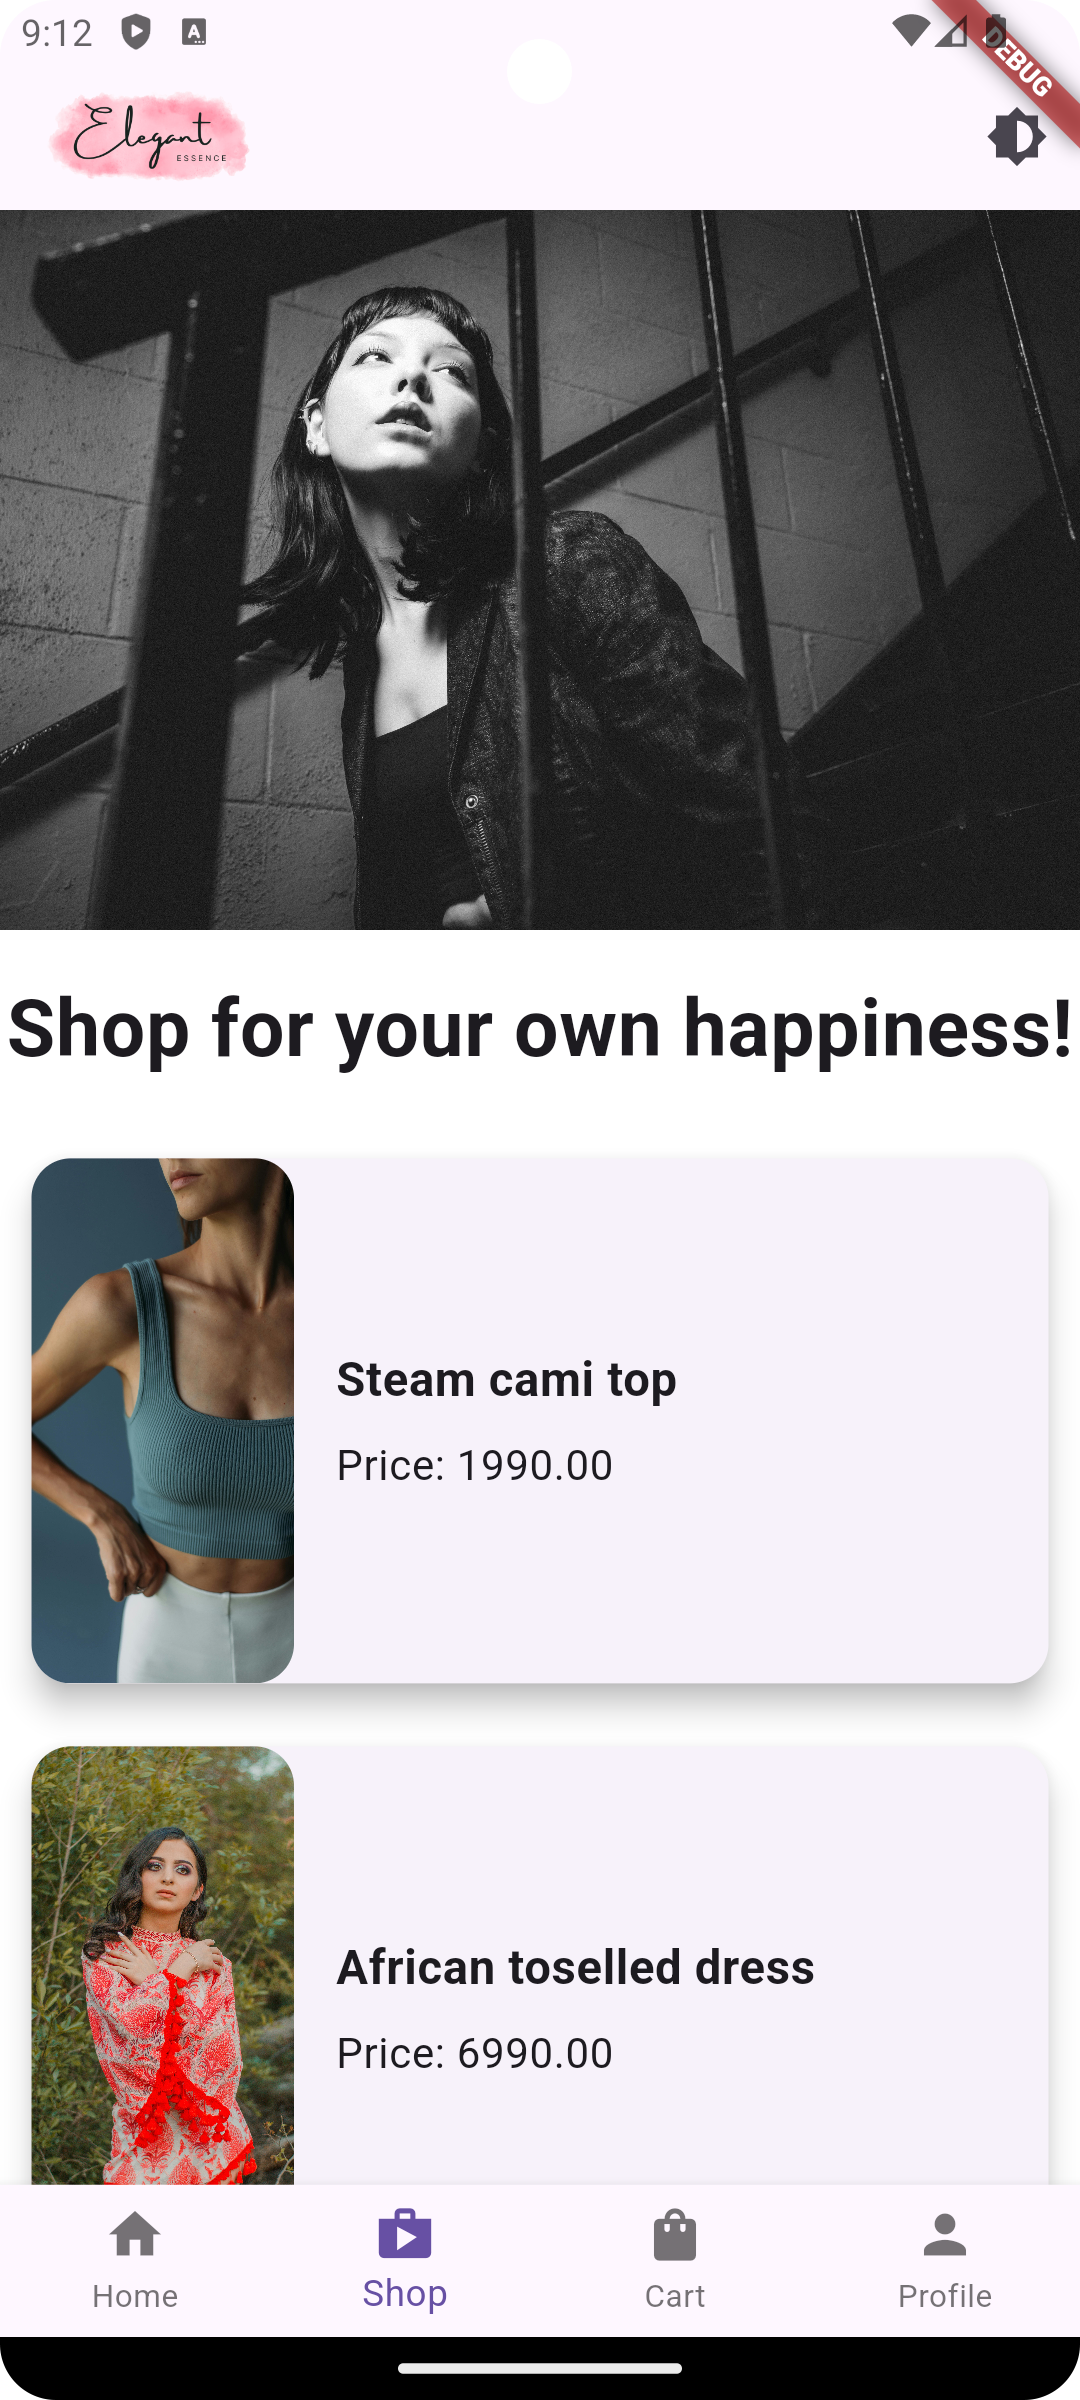 9:12
DEBUG
Elegant
ESSENCE
Shop for your own happiness!
Steam cami top
Price: 1990.00
African toselled dress
Price: 6990.00
Home
Shop
Cart
Profile